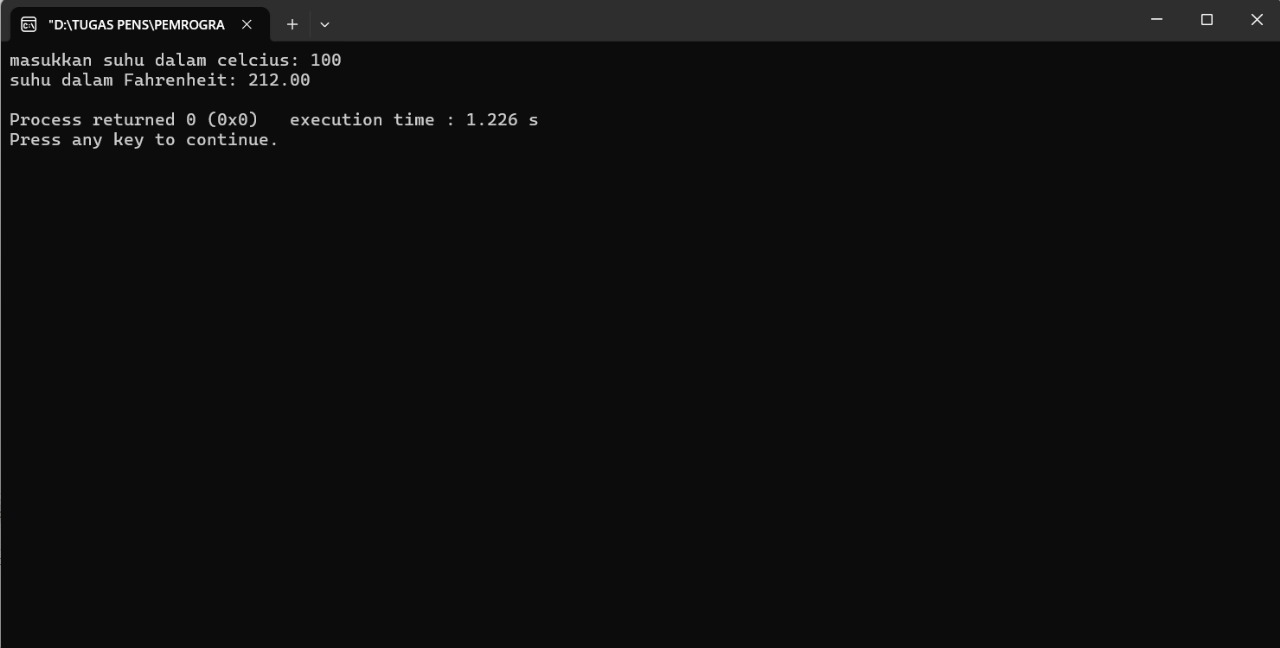 "D:\TUGAS PENS\PEMROGRA
masukkan suhu dalam celcius: 100
suhu dalam Fahrenheit: 212.00
Process returned 0 (0x0)   execution time : 1.226 s
Press any key to continue.